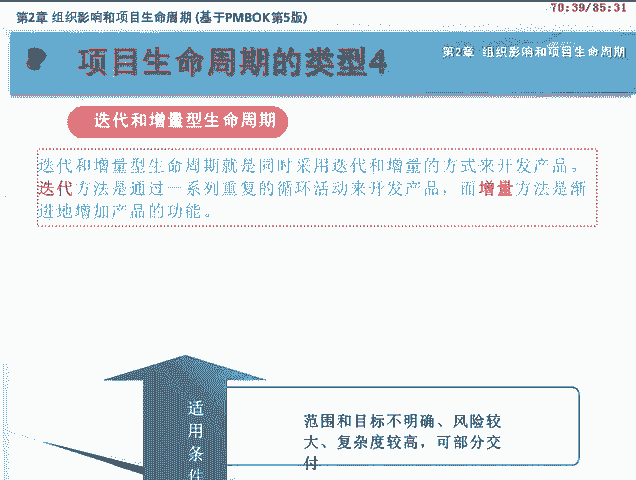 第2章 组织影响和项目生命周期 (基于PMBOK第5版)
70:39/85:31
项目生命周期的类型4
第2章 组织影响和项目生命周期
迭代和增量型生命周期
迭代和增量型生命周期就是同时采用迭代和增量的方式来开发产品。
迭代方法是通过一系列重复的循环活动来开发产品，而增量方法是渐
进地增加产品的功能。
适用条件
范围和目标不明确、风险较
大、复杂度较高，可部分交
付